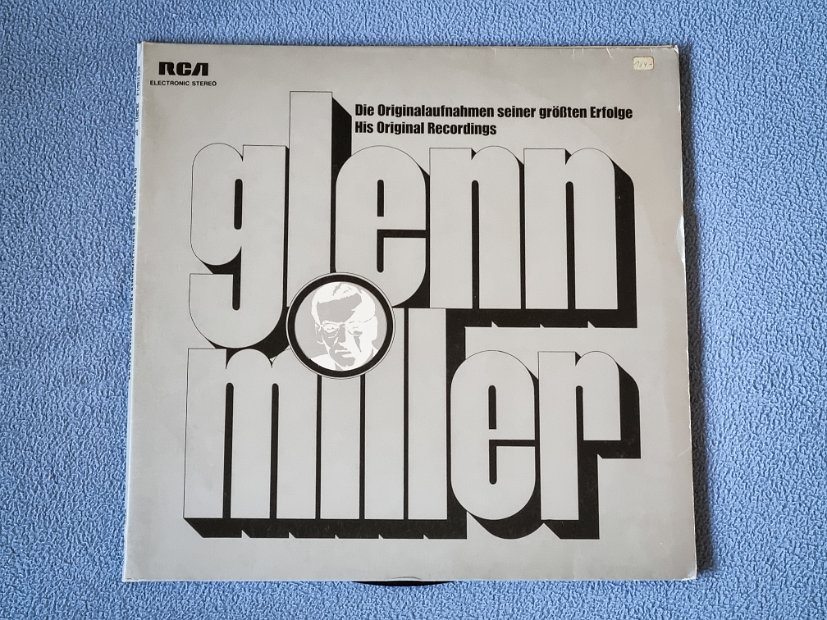 RCA
ELECTRONIC STEREO
Die Originalaufnahmen seiner größten Erfolge
His Original Recordings
glenn
miller